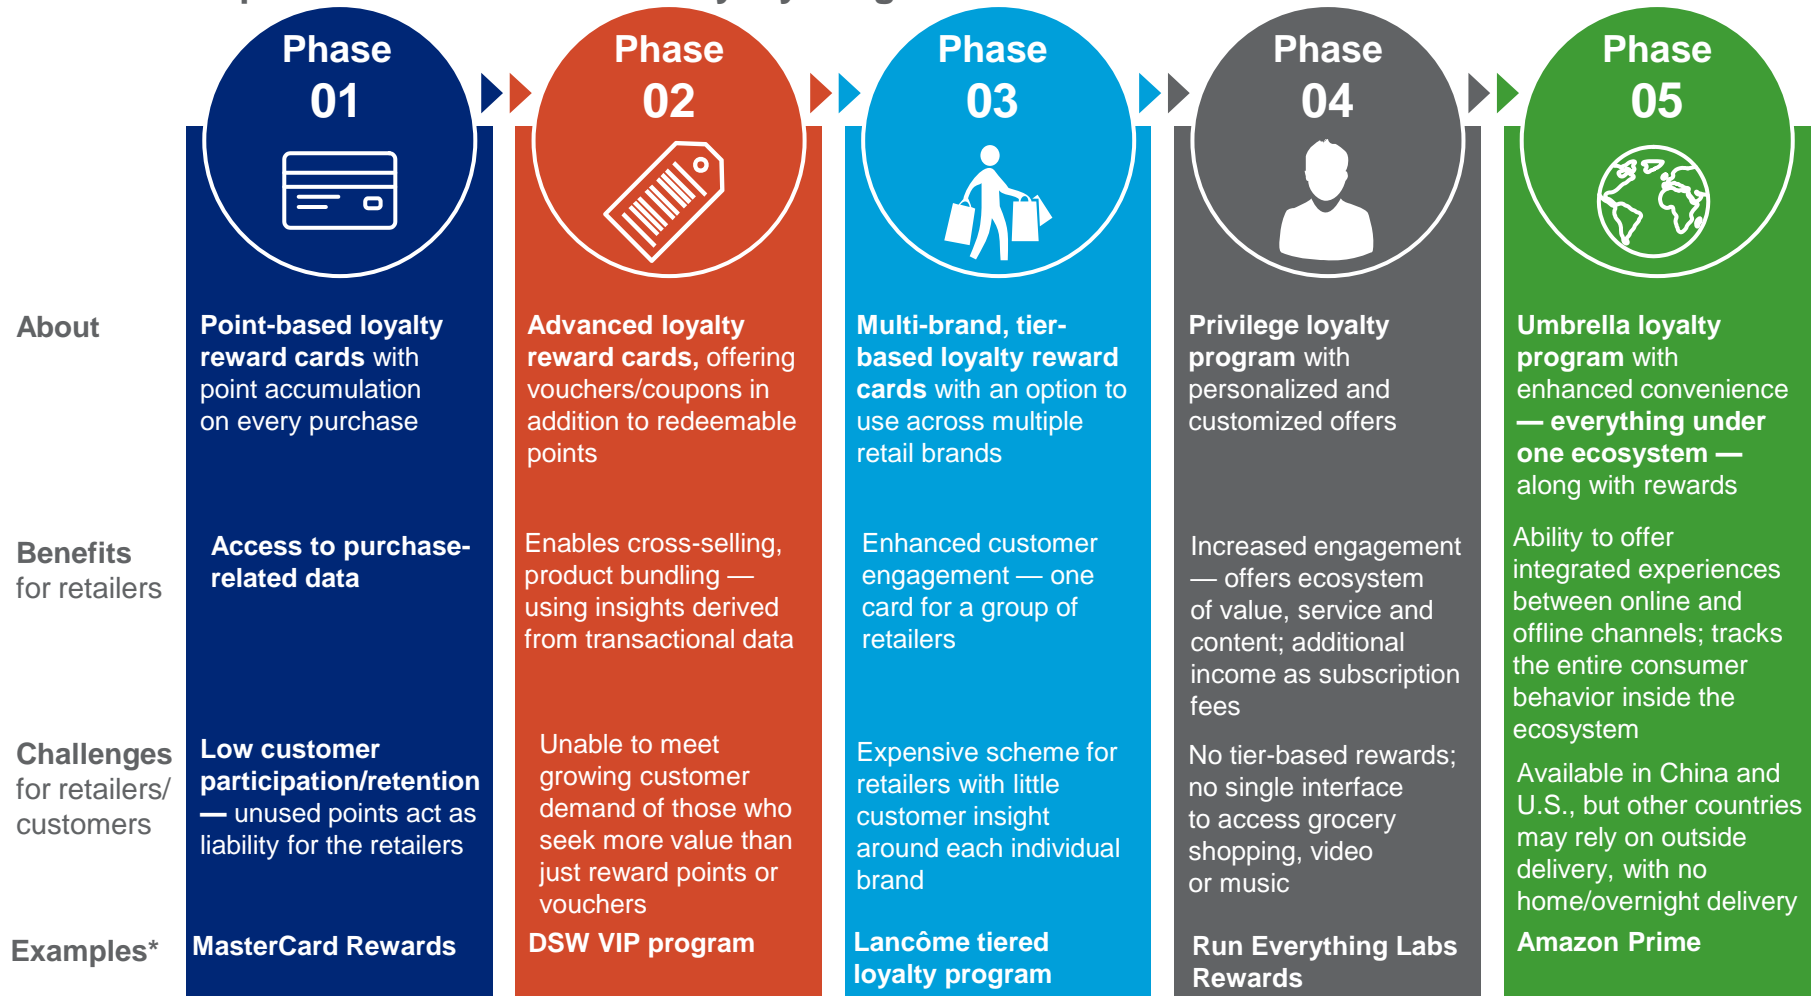 Phase
01
Phase
02
Phase
03
Phase
04
Phase
05
About
Point-based loyalty
reward cards with
point accumulation
on every purchase
Advanced loyalty
reward cards, offering
vouchers/coupons in
addition to redeemable
points
Multi-brand, tier-
based loyalty reward
cards with an option to
use across multiple
retail brands
Privilege loyalty
program with
personalized and
customized offers
Umbrella loyalty
program with
enhanced convenience
— everything under
one ecosystem —
along with rewards
Benefits
for retailers
Access to purchase-
related data
Enables cross-selling,
product bundling —
using insights derived
from transactional data
Enhanced customer
engagement — one
card for a group of
retailers
Increased engagement
— offers ecosystem
of value, service and
content; additional
income as subscription
fees
Ability to offer
integrated experiences
between online and
offline channels; tracks
the entire consumer
behavior inside the
ecosystem
Challenges
for retailers/
customers
Low customer
participation/retention
— unused points act as
liability for the retailers
Unable to meet
growing customer
demand of those who
seek more value than
just reward points or
vouchers
Expensive scheme for
retailers with little
customer insight
around each individual
brand
No tier-based rewards;
no single interface
to access grocery
shopping, video
or music
Available in China and
U.S., but other countries
may rely on outside
delivery, with no
home/overnight delivery
Examples*
MasterCard Rewards
DSW VIP program
Lancôme tiered
loyalty program
Run Everything Labs
Rewards
Amazon Prime